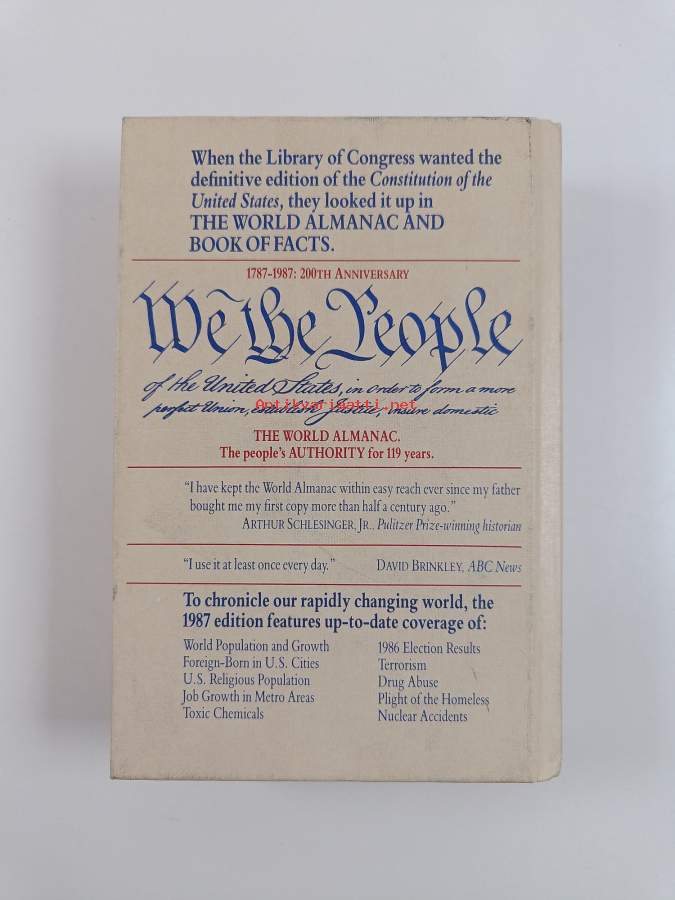 When the Library of Congress wanted the
definitive edition of the Constitution of the
United States, they looked it up in
THE WORLD ALMANAC AND
BOOK OF FACTS.
1787-1987: 200TH ANNIVERSARY
We the People
of the United States, in order to form a more
perfect Union, establish Justice, insure domestic
Antikvariaatti.net
THE WORLD ALMANAC.
The people's AUTHORITY for 119 years.
"I have kept the World Almanac within easy reach ever since my father
bought me my first copy more than half a century ago."
ARTHUR SCHLESINGER, JR., Pulitzer Prize-winning historian
"I use it at least once every day." DAVID BRINKLEY, ABC News
To chronicle our rapidly changing world, the
1987 edition features up-to-date coverage of:
World Population and Growth
Foreign-Born in U.S. Cities
U.S. Religious Population
Job Growth in Metro Areas
Toxic Chemicals
1986 Election Results
Terrorism
Drug Abuse
Plight of the Homeless
Nuclear Accidents